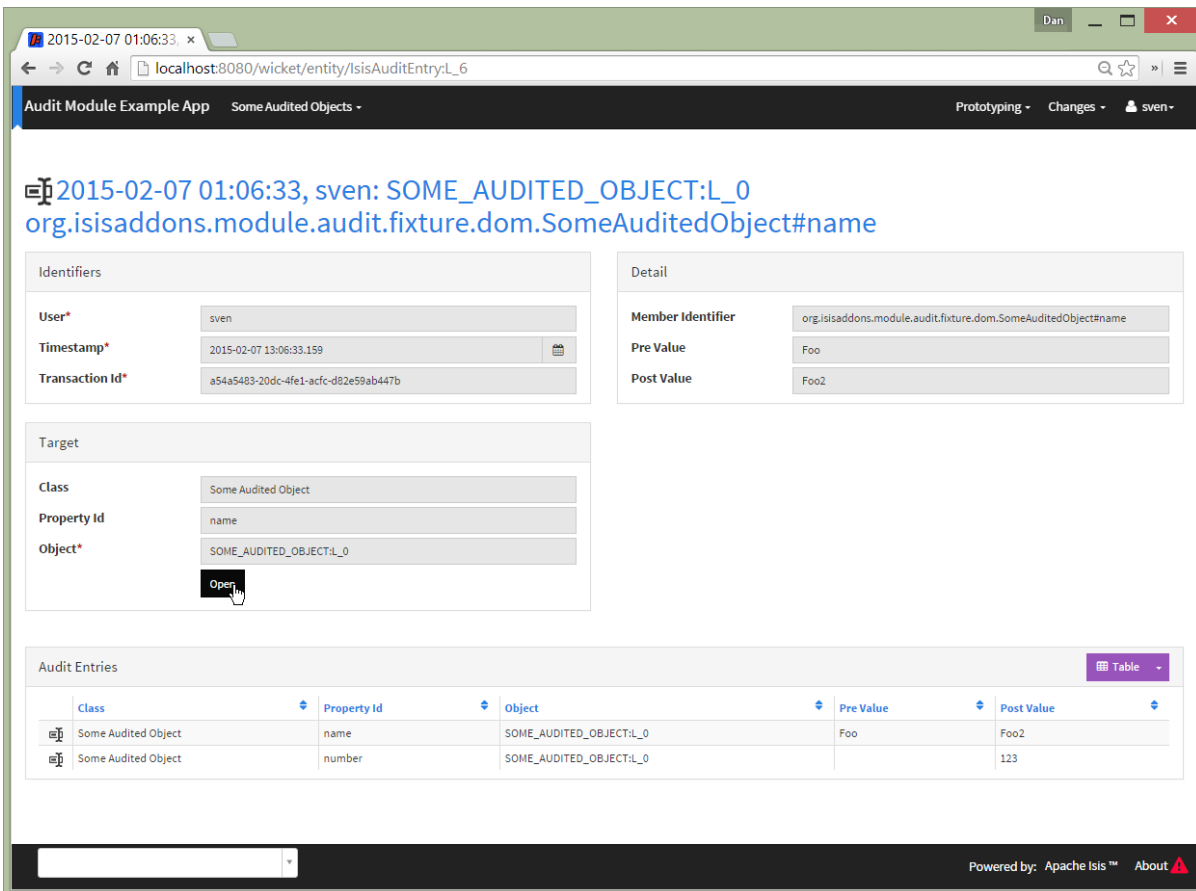 Dan
2015-02-07 01:06:33,
localhost:8080/wicket/entity/IsisAuditEntry:L_6
Audit Module Example App Some Audited Objects Prototyping Changes sven
2015-02-07 01:06:33, sven: SOME_AUDITED_OBJECT:L_0
org.isisaddons.module.audit.fixture.dom.SomeAuditedObject#name
Identifiers
User* sven
Timestamp* 2015-02-07 13:06:33.159
Transaction Id* a54a5483-20dc-4fe1-acfc-d82e59ab447b
Detail
Member Identifier org.isisaddons.module.audit.fixture.dom.SomeAuditedObject#name
Pre Value Foo
Post Value Foo2
Target
Class Some Audited Object
Property Id name
Object* SOME_AUDITED_OBJECT:L_0
Open
Audit Entries Table
Class Property Id Object Pre Value Post Value
Some Audited Object name SOME_AUDITED_OBJECT:L_0 Foo Foo2
Some Audited Object number SOME_AUDITED_OBJECT:L_0 123
Powered by: Apache Isis ™ About